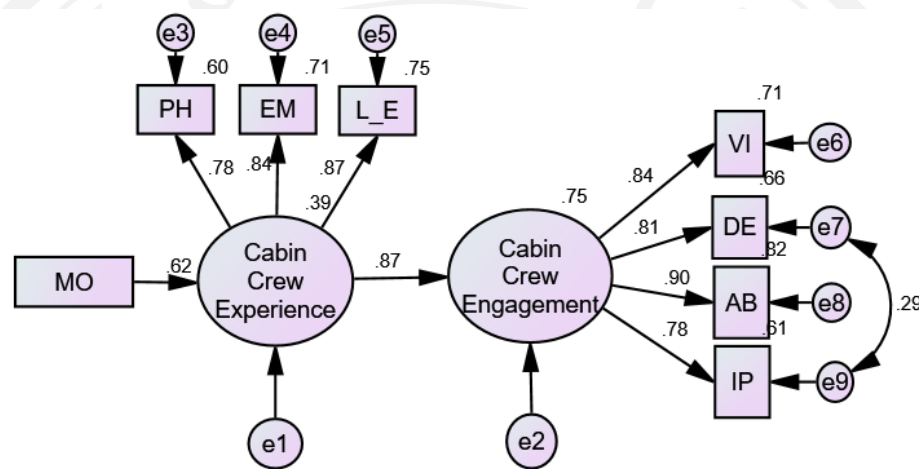 e3
e4
e5
.60
.71
.75
PH
EM
L_E
.78
.84
.87
.39
MO
.62
Cabin
Crew
Experience
.87
.75
Cabin
Crew
Engagement
.84
.81
.90
.78
.71
VI
e6
.66
DE
e7
.82
AB
e8
.61
IP
e9
.29
e1
e2